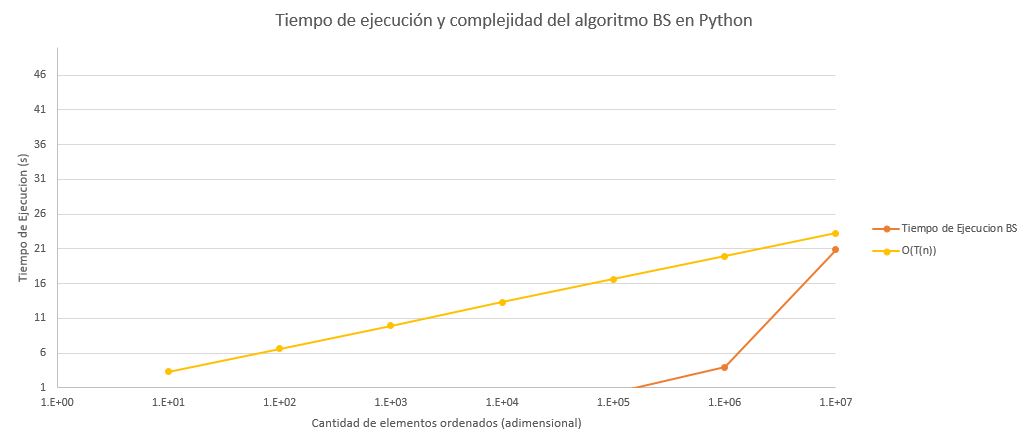 Tiempo de ejecución y complejidad del algoritmo BS en Python
46
41
36
31
26
21
16
11
6
1
Tiempo de Ejecucion (s)
1.E+00 1.E+01 1.E+02 1.E+03 1.E+04 1.E+05 1.E+06 1.E+07
Cantidad de elementos ordenados (adimensional)
Tiempo de Ejecucion BS
O(T(n))